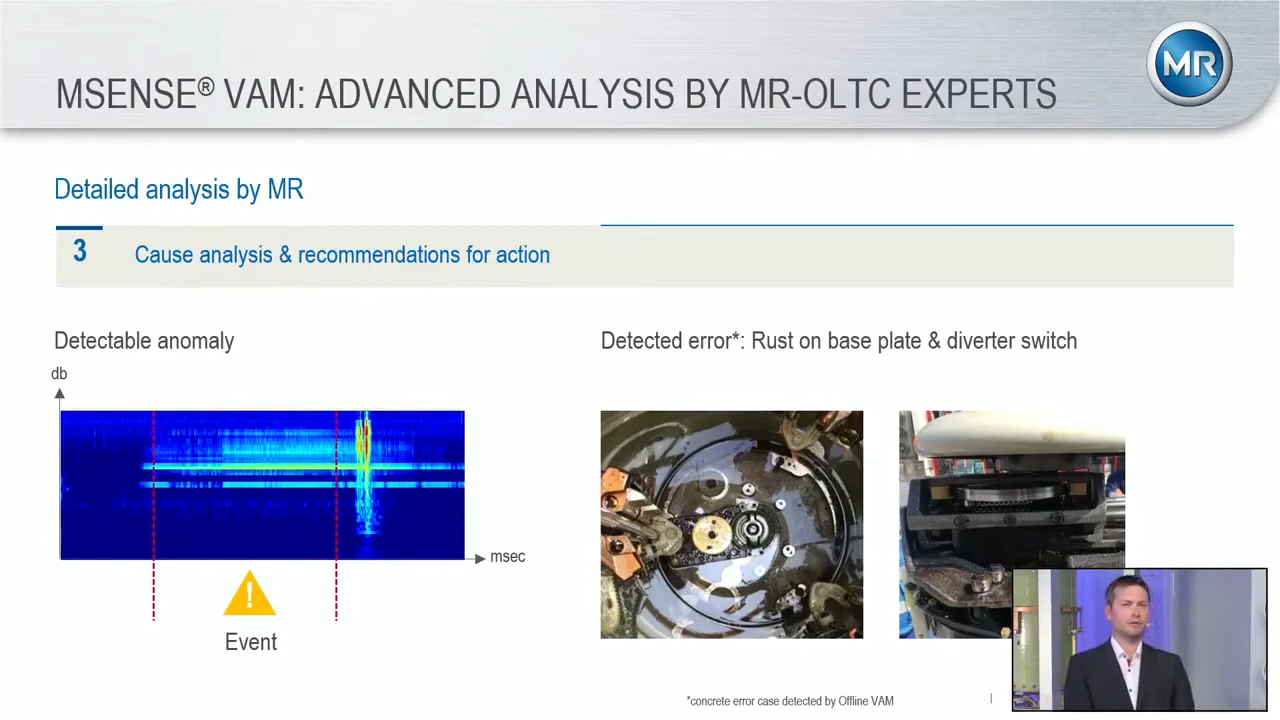 MSENSE® VAM: ADVANCED ANALYSIS BY MR-OLTC EXPERTS
MR
Detailed analysis by MR
3
Cause analysis & recommendations for action
Detectable anomaly
Detected error*: Rust on base plate & diverter switch
db
msec
!
Event
*concrete error case detected by Offline VAM